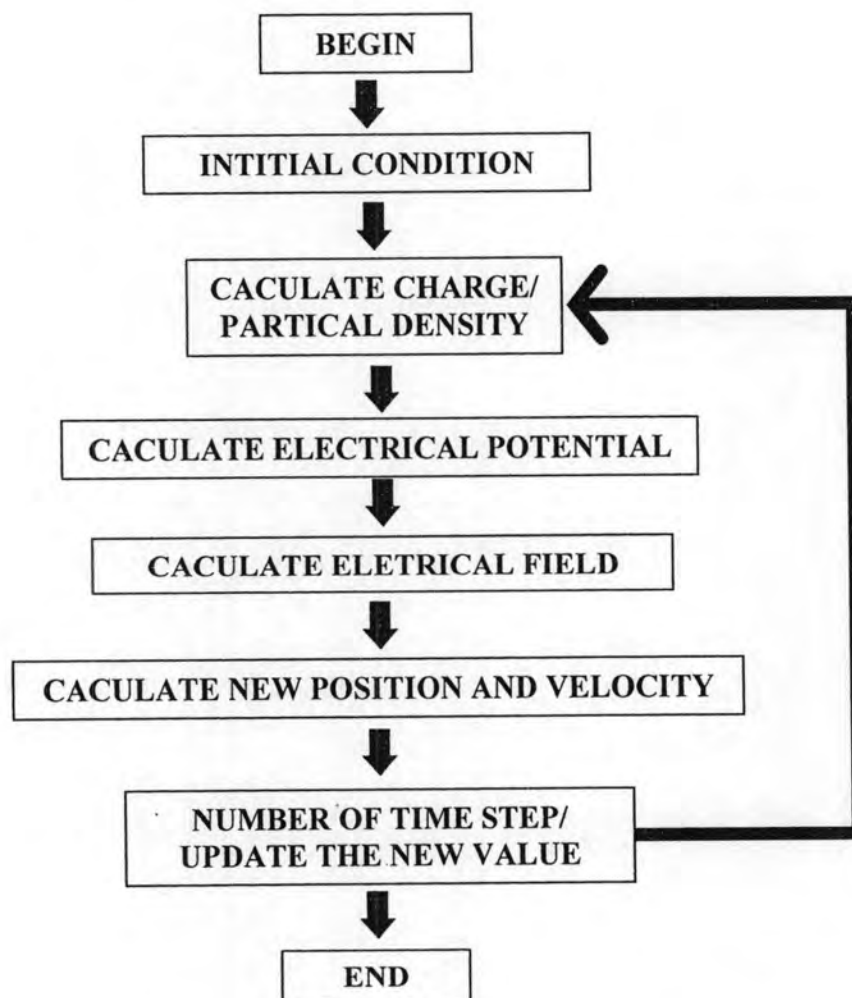 BEGIN
INTITIAL CONDITION
CACULATE CHARGE/
PARTICAL DENSITY
CACULATE ELECTRICAL POTENTIAL
CACULATE ELETRICAL FIELD
CACULATE NEW POSITION AND VELOCITY
NUMBER OF TIME STEP/
UPDATE THE NEW VALUE
END